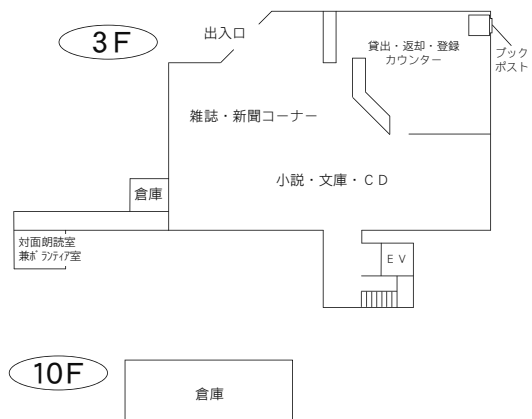 3F
出入口
貸出・返却・登録
カウンター
ブック
ポスト
雑誌・新聞コーナー
小説・文庫・CD
倉庫
対面朗読室
兼ボランティア室
EV
10F
倉庫